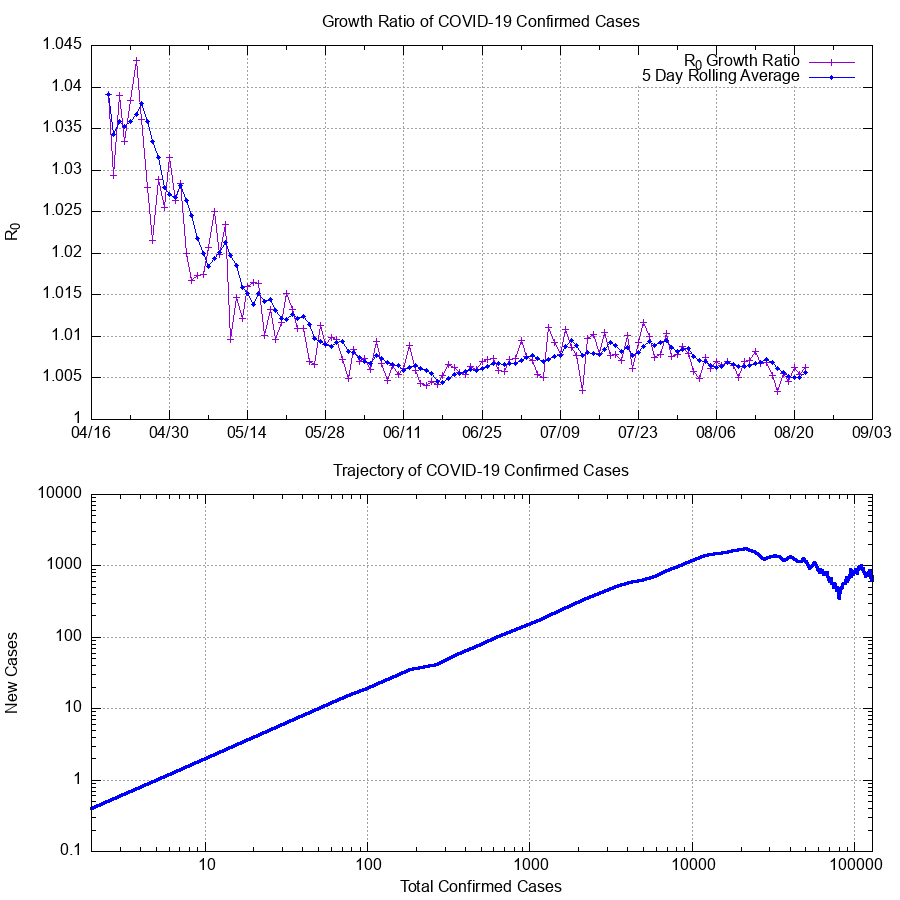 Growth Ratio of COVID-19 Confirmed Cases
R0 Growth Ratio
5 Day Rolling Average
1.045
1.04
1.035
1.03
1.025
1.02
1.015
1.01
1.005
1
R0
04/16 04/30 05/14 05/28 06/11 06/25 07/09 07/23 08/06 08/20 09/03
Trajectory of COVID-19 Confirmed Cases
10000
1000
100
10
1
0.1
New Cases
10 100 1000 10000 100000
Total Confirmed Cases